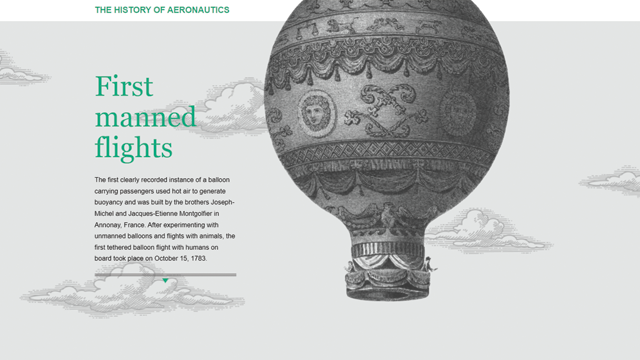 THE HISTORY OF AERONAUTICS
First
manned
flights
The first clearly recorded instance of a balloon
carrying passengers used hot air to generate
buoyancy and was built by the brothers Joseph-
Michel and Jacques-Etienne Montgolfier in
Annonay, France. After experimenting with
unmanned balloons and flights with animals, the
first tethered balloon flight with humans on
board took place on October 15, 1783.